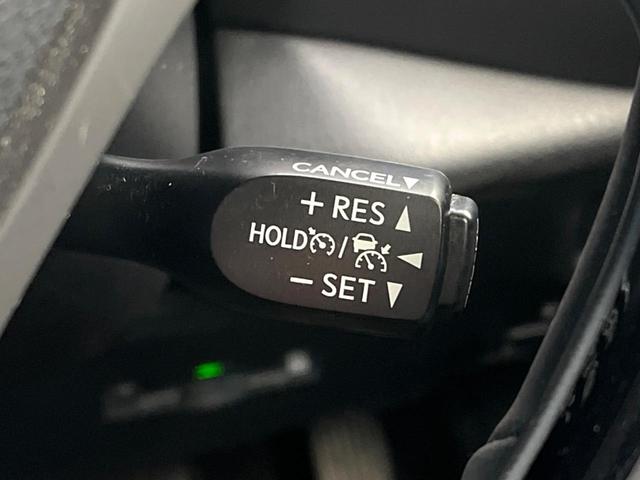 CANCEL▼
+ RES ▲
HOLD / ◀
− SET ▼